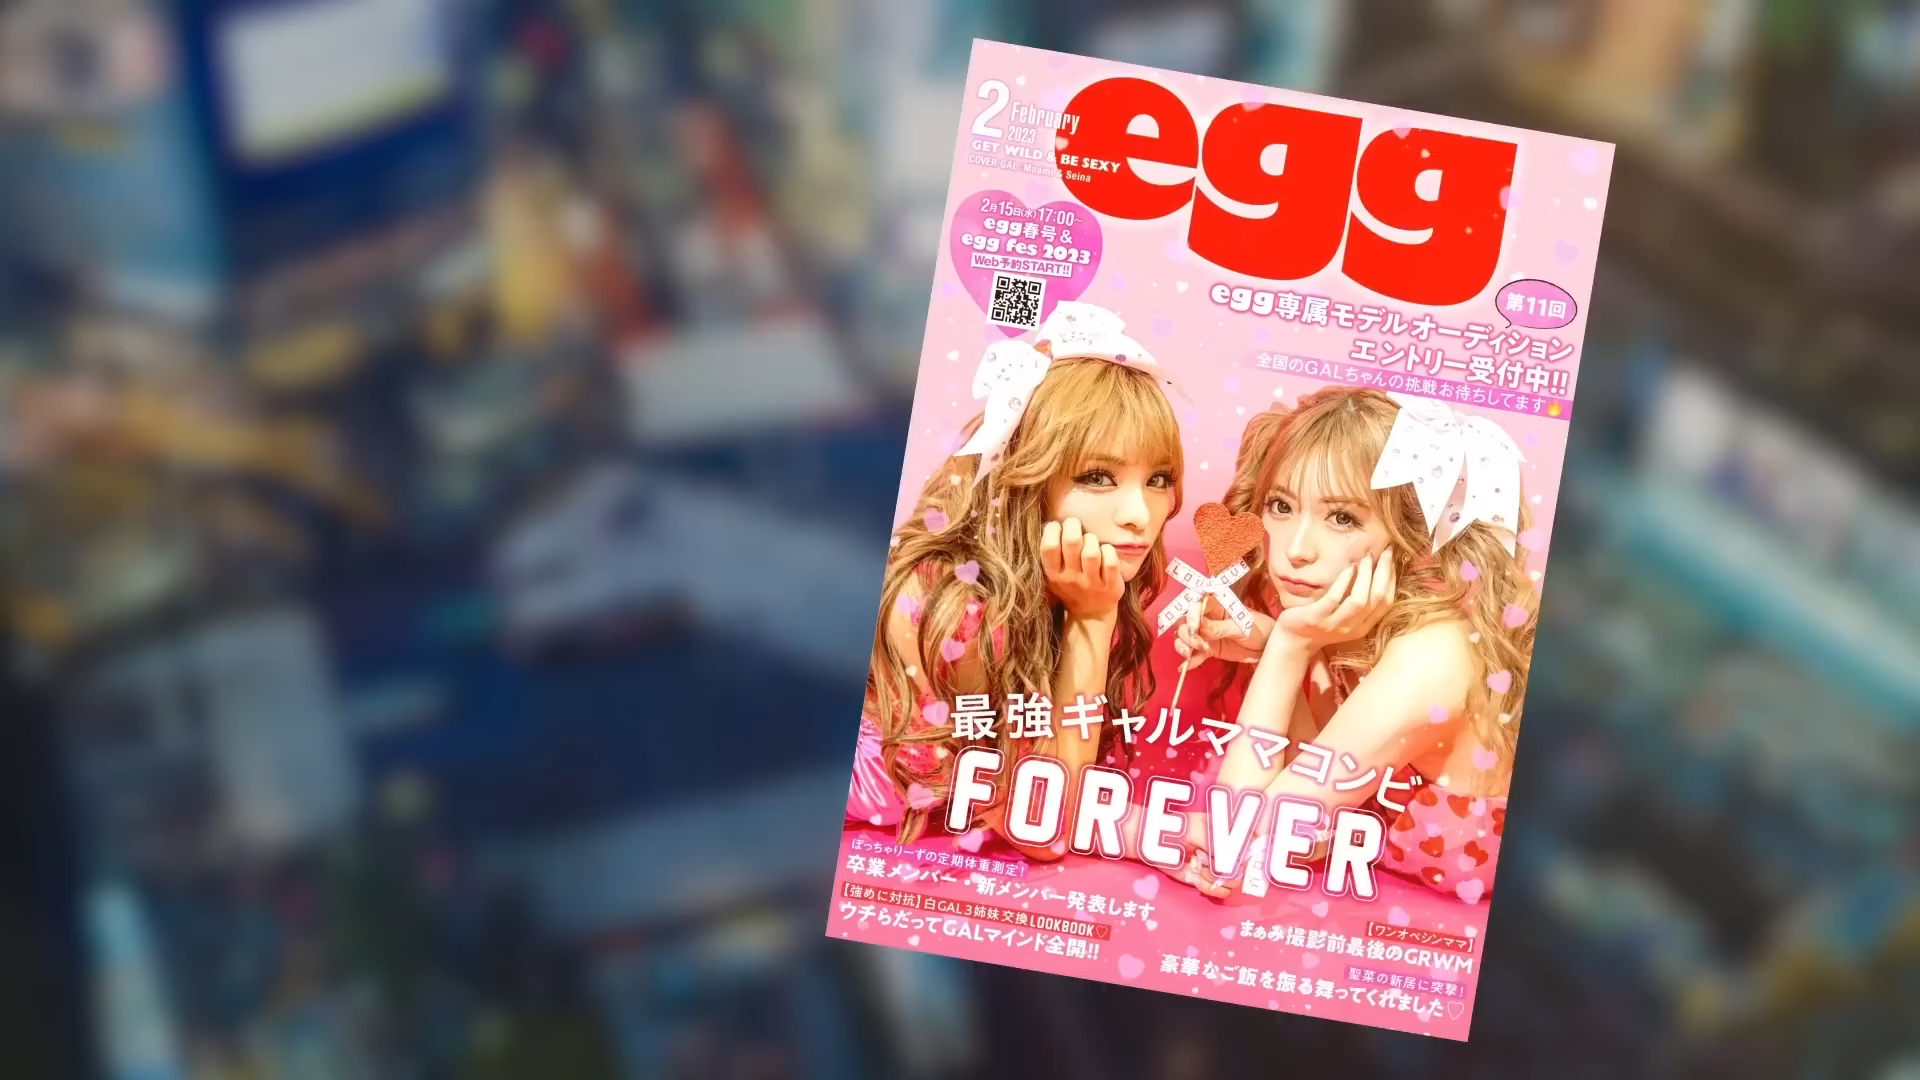 egg
2 February
2023
GET WILD & BE SEXY
COVER GAL Maami & Seina
2月15日(水)17:00~
egg春号&
egg fes 2023
Web予約START!!
第11回
egg専属モデルオーディション
エントリー受付中!!
全国のGALちゃんの挑戦お待ちしてます🔥
LOVE LOVE
LOVE LOVE
最強ギャルママコンビ
FOREVER
ぽっちゃりーずの定期体重測定!
卒業メンバー・新メンバー発表します
【強めに対抗】白GAL3姉妹交換LOOKBOOK♡
ウチらだってGALマインド全開!!
【ワンオペシンママ】
まぁみ撮影前最後のGRWM
聖菜の新居に突撃!
豪華なご飯を振る舞ってくれました♡